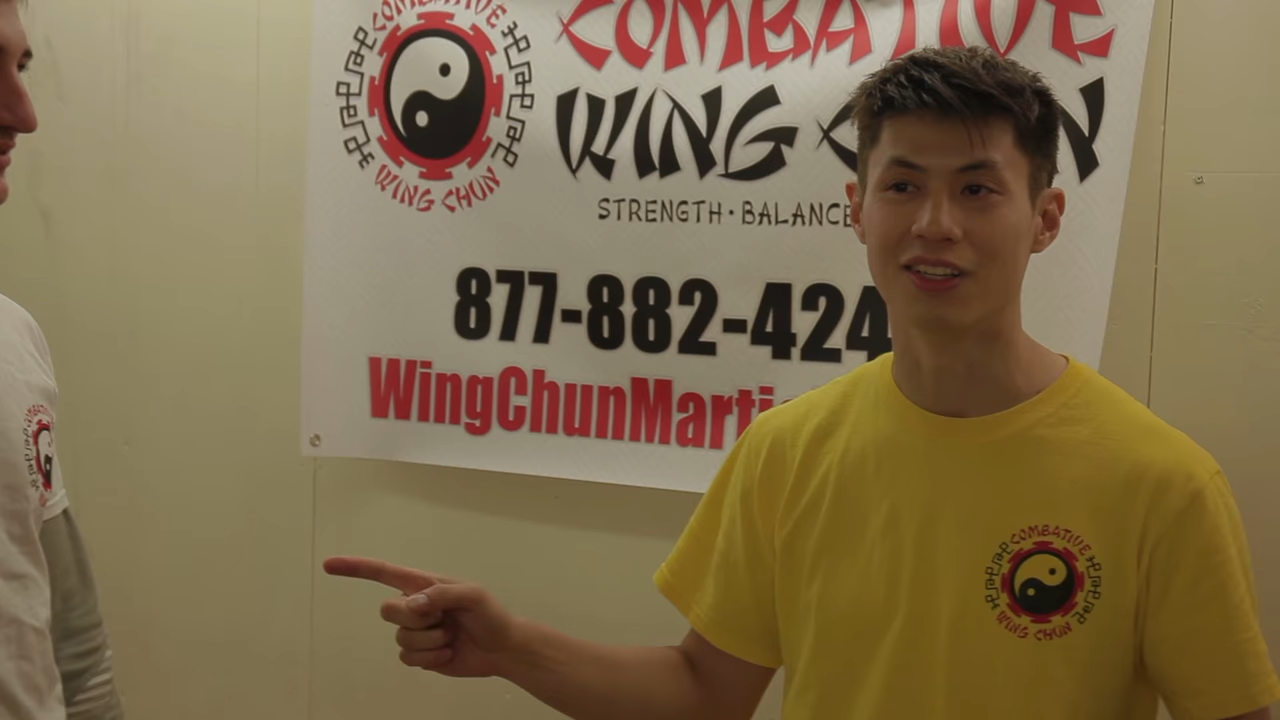 COMBATIVE
WING CHUN
COMBATIVE
WING
STRENGTH · BALANCE
877-882-424
WingChunMarti
COMBATIVE
WING CHUN